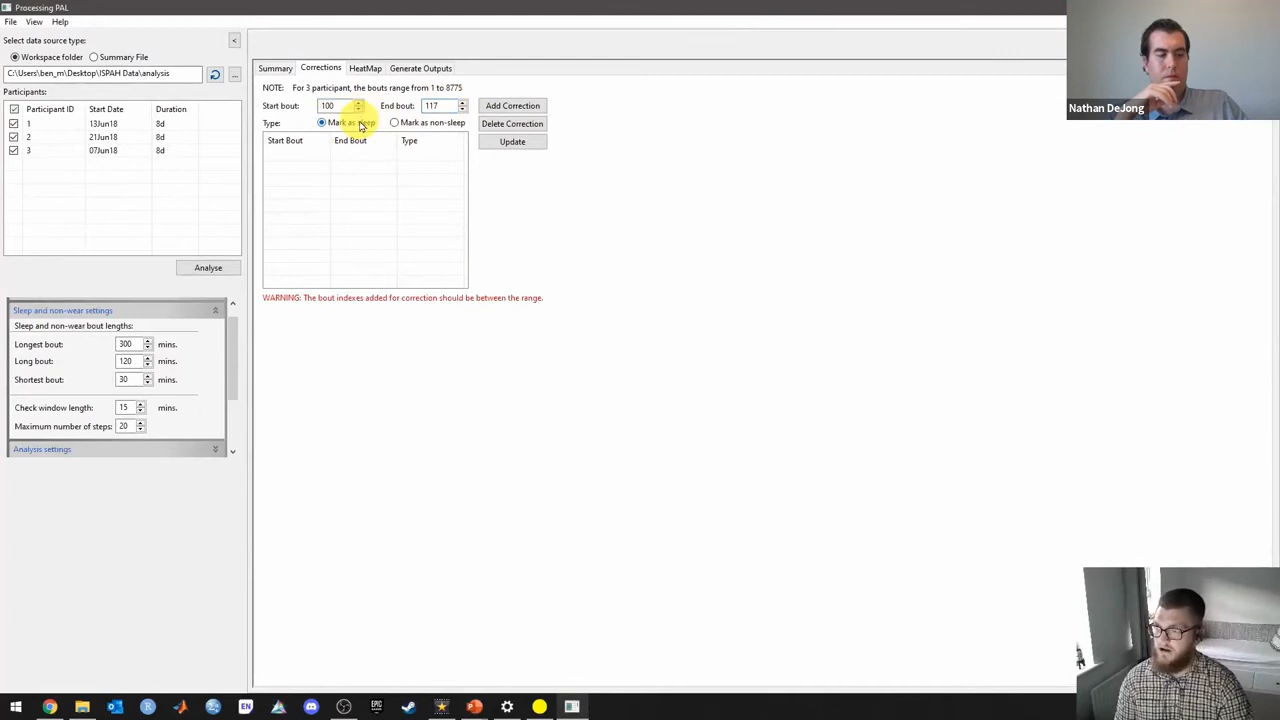 Processing PAL
File View Help
Select data source type:
<
Workspace folder Summary File
C:\Users\ben_m\Desktop\ISPAH Data\analysis
...
Participants:
Participant ID Start Date Duration
1 13Jun18 8d
2 21Jun18 8d
3 07Jun18 8d
Analyse
Sleep and non-wear settings
Sleep and non-wear bout lengths:
Longest bout: 300 mins.
Long bout: 120 mins.
Shortest bout: 30 mins.
Check window length: 15 mins.
Maximum number of steps: 20
Analysis settings
Summary Corrections HeatMap Generate Outputs
NOTE: For 3 participant, the bouts range from 1 to 8775
Start bout: 100 End bout: 117 Add Correction
Type: Mark as sleep Mark as non-sleep Delete Correction
Update
Start Bout End Bout Type
WARNING: The bout indexes added for correction should be between the range.
Nathan DeJong
R EN EPIC